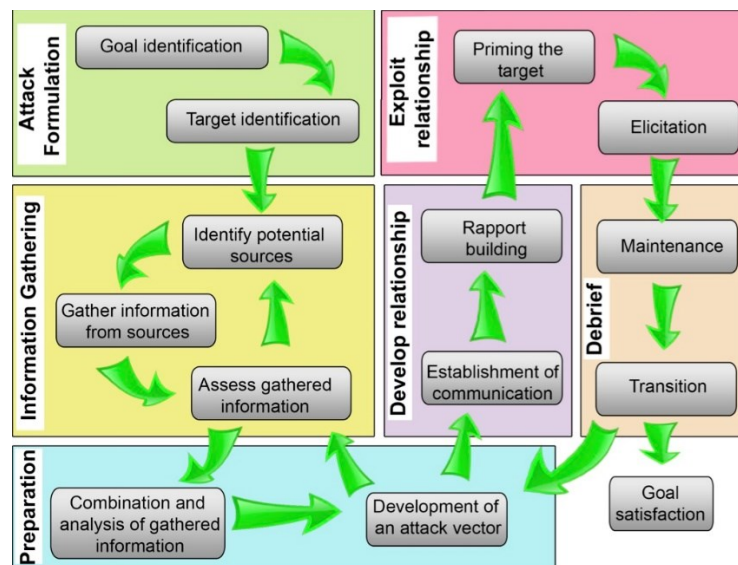 Attack
Formulation
Goal identification
Target identification
Exploit
relationship
Priming the
target
Elicitation
Information Gathering
Identify potential
sources
Gather information
from sources
Assess gathered
information
Develop relationship
Rapport
building
Establishment of
communication
Debrief
Maintenance
Transition
Preparation
Combination and
analysis of gathered
information
Development of
an attack vector
Goal
satisfaction